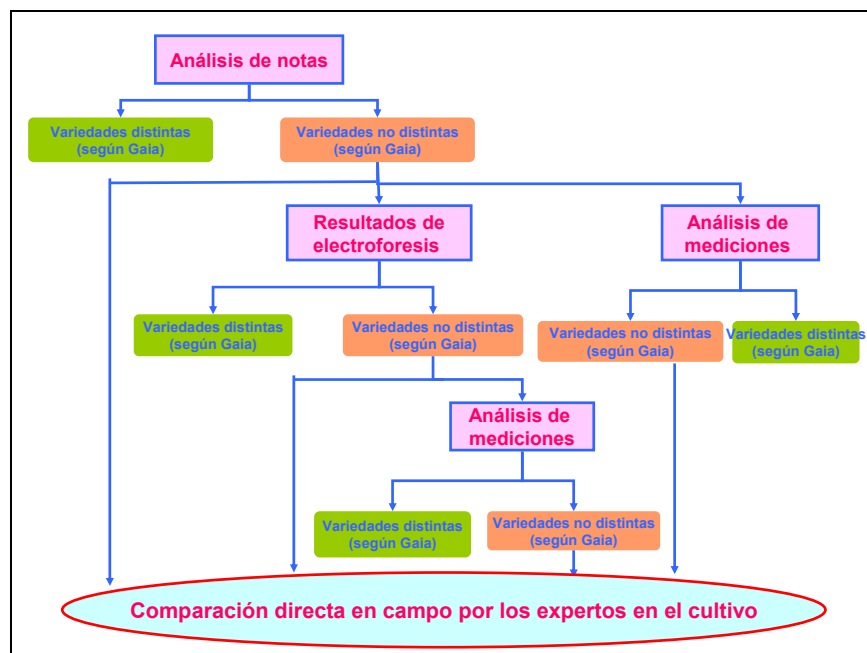 Análisis de notas
Variedades distintas
(según Gaia)
Variedades no distintas
(según Gaia)
Resultados de
electroforesis
Análisis de
mediciones
Variedades distintas
(según Gaia)
Variedades no distintas
(según Gaia)
Variedades no distintas
(según Gaia)
Variedades distintas
(según Gaia)
Análisis de
mediciones
Variedades distintas
(según Gaia)
Variedades no distintas
(según Gaia)
Comparación directa en campo por los expertos en el cultivo